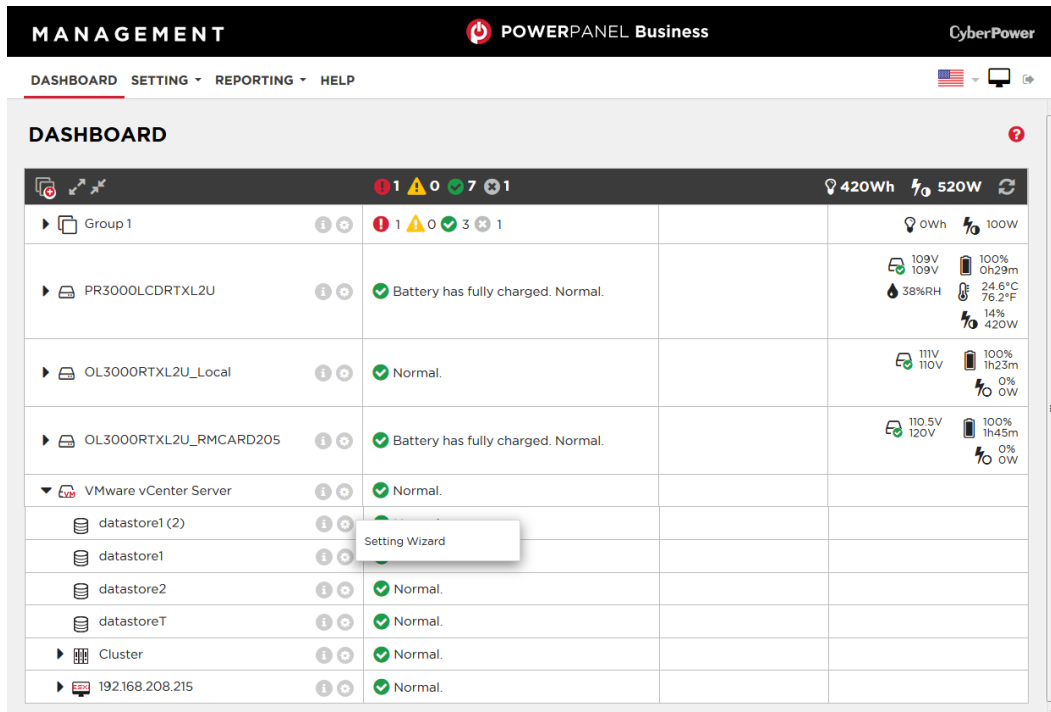 MANAGEMENT POWERPANEL Business CyberPower
DASHBOARD SETTING REPORTING HELP
DASHBOARD
1 0 7 1 420Wh 520W
Group 1 1 0 3 1 0Wh 100W
PR3000LCDRTXL2U Battery has fully charged. Normal.
109V 100%
109V 0h29m
38%RH 24.6°C
76.2°F
14%
420W
OL3000RTXL2U_Local Normal.
111V 100%
110V 1h23m
0%
0W
OL3000RTXL2U_RMCARD205 Battery has fully charged. Normal.
110.5V 100%
120V 1h45m
0%
0W
VM VMware vCenter Server Normal.
datastore1 (2)
Setting Wizard
datastore1
datastore2 Normal.
datastoreT Normal.
Cluster Normal.
ESXi 192.168.208.215 Normal.